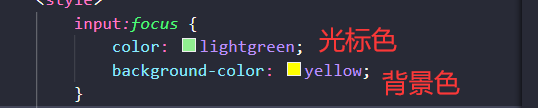 <style>
input:focus {
color: lightgreen; 光标色
background-color: yellow; 背景色
}